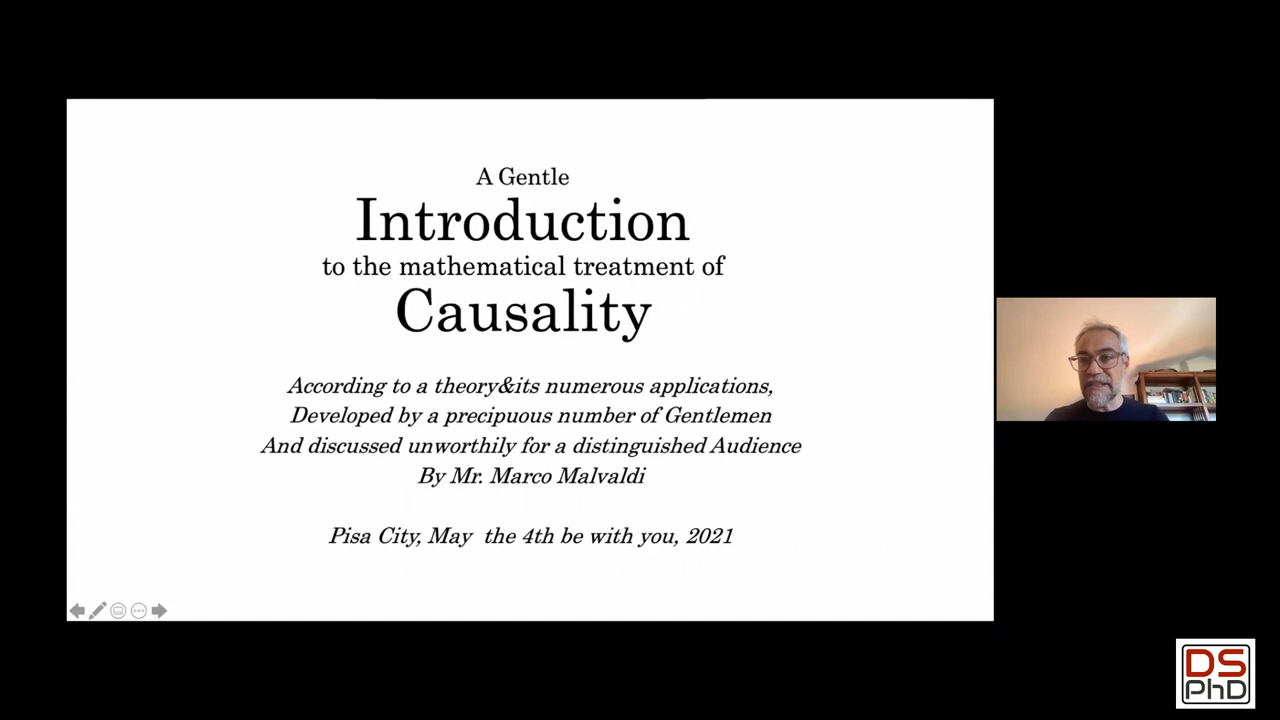 A Gentle
Introduction
to the mathematical treatment of
Causality
According to a theory&its numerous applications,
Developed by a precipuous number of Gentlemen
And discussed unworthily for a distinguished Audience
By Mr. Marco Malvaldi
Pisa City, May the 4th be with you, 2021
DS
PhD